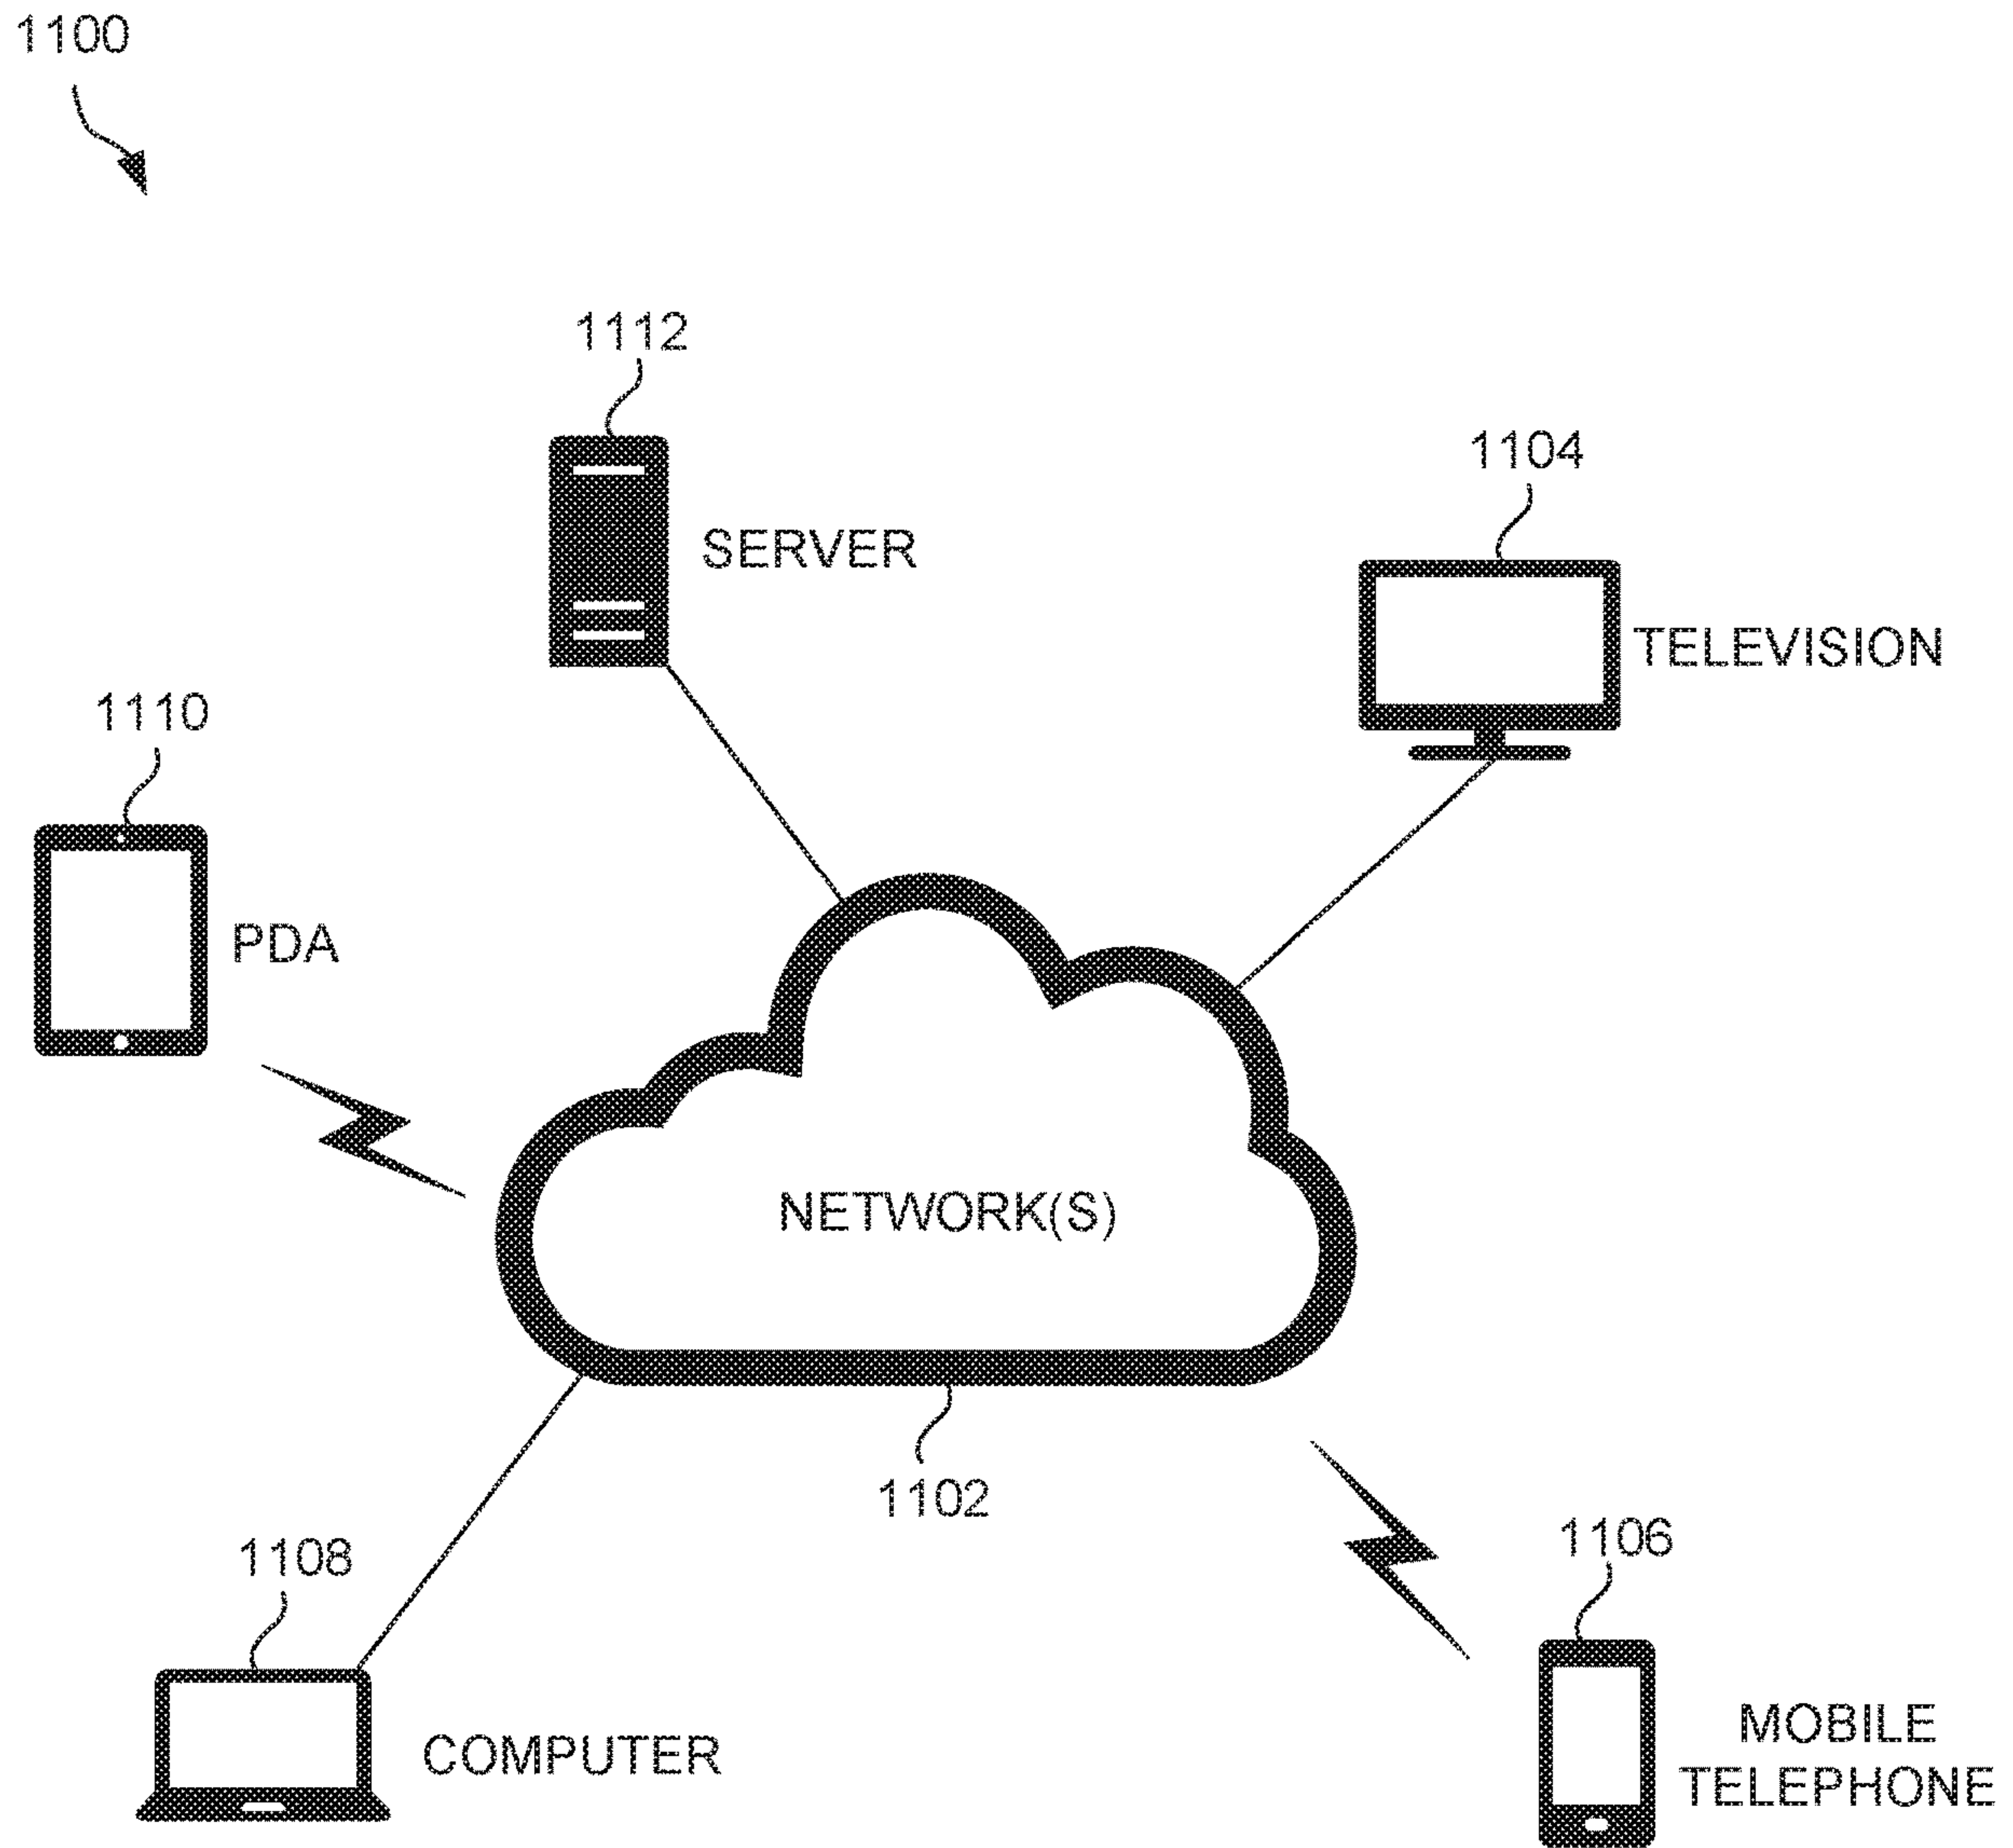 1100
1112
SERVER
1104
TELEVISION
1110
PDA
NETWORK(S)
1102
1108
COMPUTER
1106
MOBILE
TELEPHONE